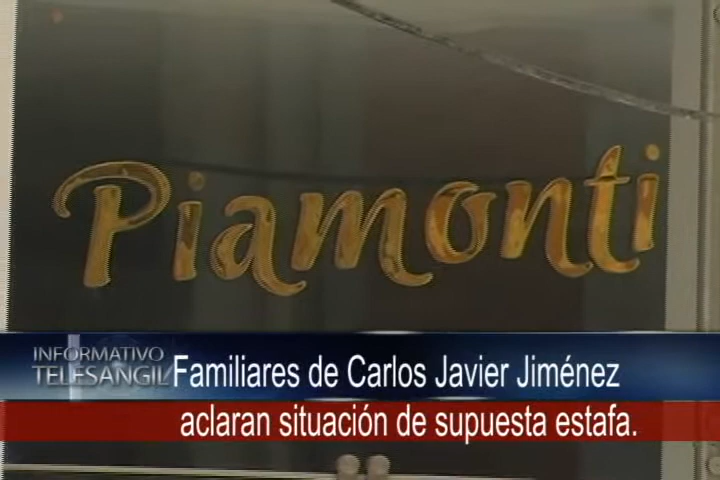 Piamonti
INFORMATIVO
TELESANGIL
Familiares de Carlos Javier Jiménez
aclaran situación de supuesta estafa.